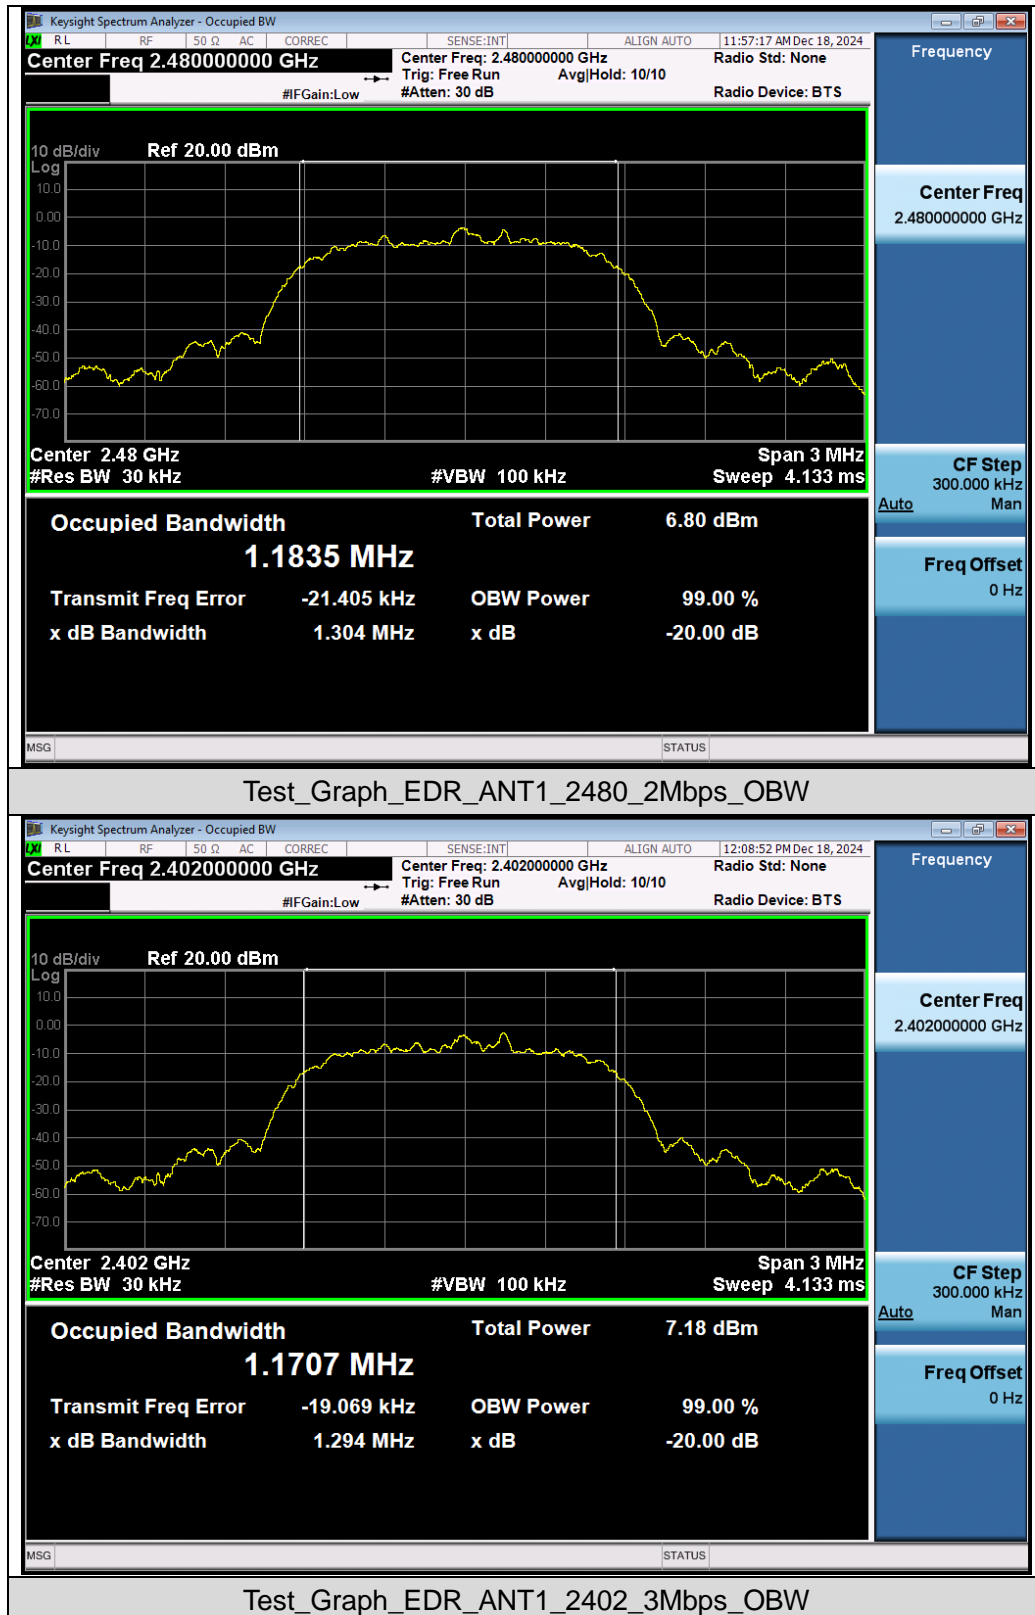 Keysight Spectrum Analyzer - Occupied BW
LXI RL RF 50 Ω AC CORREC SENSE:INT ALIGN AUTO 11:57:17 AM Dec 18, 2024
Center Freq 2.480000000 GHz
Center Freq: 2.480000000 GHz Radio Std: None
Trig: Free Run Avg|Hold: 10/10
#IFGain:Low #Atten: 30 dB Radio Device: BTS
Frequency
10 dB/div Ref 20.00 dBm
Log
10.0
0.00
-10.0
-20.0
-30.0
-40.0
-50.0
-60.0
-70.0
Center 2.48 GHz Span 3 MHz
#Res BW 30 kHz #VBW 100 kHz Sweep 4.133 ms
Center Freq
2.480000000 GHz
CF Step
300.000 kHz
Auto Man
Freq Offset
0 Hz
Occupied Bandwidth Total Power 6.80 dBm
1.1835 MHz
Transmit Freq Error -21.405 kHz OBW Power 99.00 %
x dB Bandwidth 1.304 MHz x dB -20.00 dB
MSG STATUS
Test_Graph_EDR_ANT1_2480_2Mbps_OBW
Keysight Spectrum Analyzer - Occupied BW
LXI RL RF 50 Ω AC CORREC SENSE:INT ALIGN AUTO 12:08:52 PM Dec 18, 2024
Center Freq 2.402000000 GHz
Center Freq: 2.402000000 GHz Radio Std: None
Trig: Free Run Avg|Hold: 10/10
#IFGain:Low #Atten: 30 dB Radio Device: BTS
Frequency
10 dB/div Ref 20.00 dBm
Log
10.0
0.00
-10.0
-20.0
-30.0
-40.0
-50.0
-60.0
-70.0
Center 2.402 GHz Span 3 MHz
#Res BW 30 kHz #VBW 100 kHz Sweep 4.133 ms
Center Freq
2.402000000 GHz
CF Step
300.000 kHz
Auto Man
Freq Offset
0 Hz
Occupied Bandwidth Total Power 7.18 dBm
1.1707 MHz
Transmit Freq Error -19.069 kHz OBW Power 99.00 %
x dB Bandwidth 1.294 MHz x dB -20.00 dB
MSG STATUS
Test_Graph_EDR_ANT1_2402_3Mbps_OBW